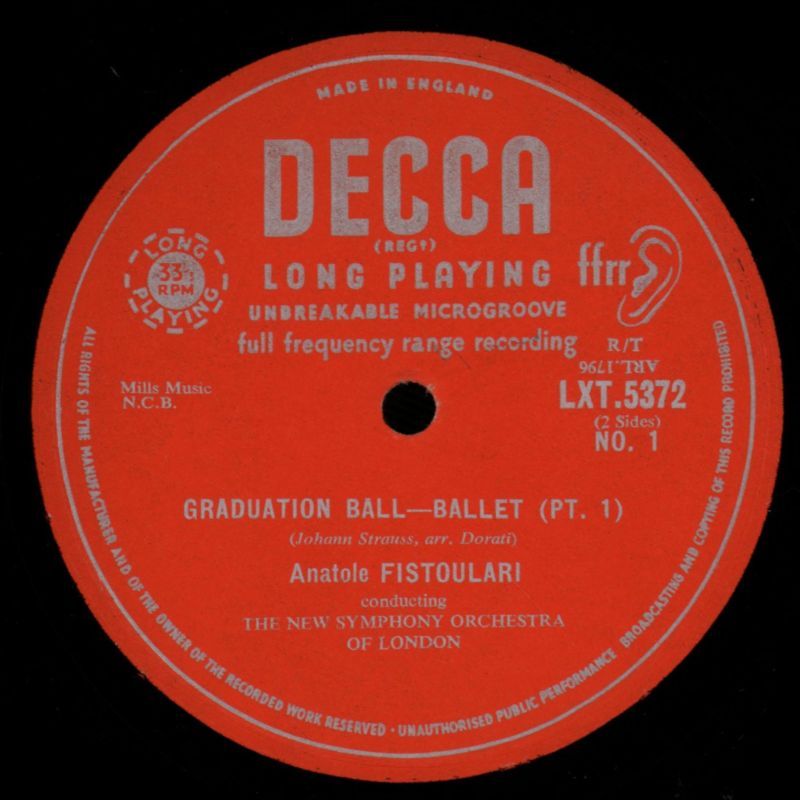 MADE IN ENGLAND
DECCA
(REGᵈ)
LONG PLAYING
33⅓
RPM
LONG PLAYING
ffrr
UNBREAKABLE MICROGROOVE
full frequency range recording
R/T
ARL.1796
Mills Music
N.C.B.
LXT.5372
(2 Sides)
NO. 1
GRADUATION BALL—BALLET (PT. 1)
(Johann Strauss, arr. Dorati)
Anatole FISTOULARI
conducting
THE NEW SYMPHONY ORCHESTRA
OF LONDON
ALL RIGHTS OF THE MANUFACTURER AND OF THE OWNER OF THE RECORDED WORK RESERVED · UNAUTHORISED PUBLIC PERFORMANCE BROADCASTING AND COPYING OF THIS RECORD PROHIBITED